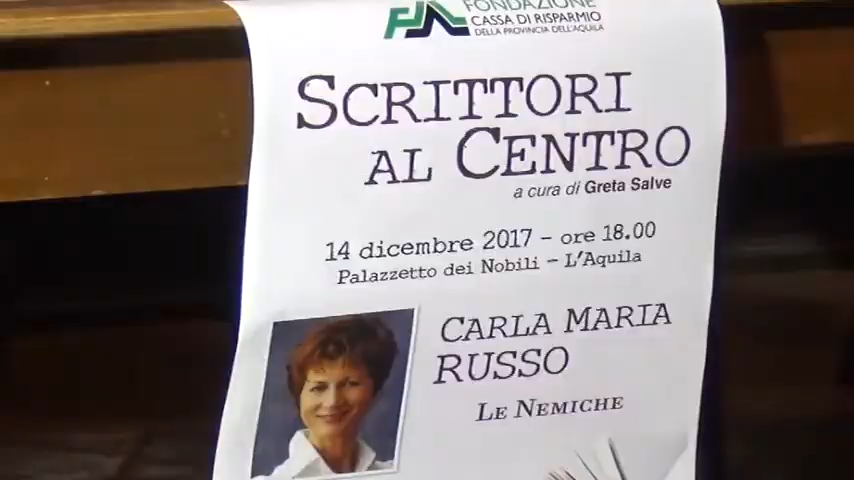 FONDAZIONE
CASSA DI RISPARMIO
DELLA PROVINCIA DELL'AQUILA
SCRITTORI
AL CENTRO
a cura di Greta Salve
14 dicembre 2017 - ore 18.00
Palazzetto dei Nobili - L'Aquila
CARLA MARIA
RUSSO
LE NEMICHE